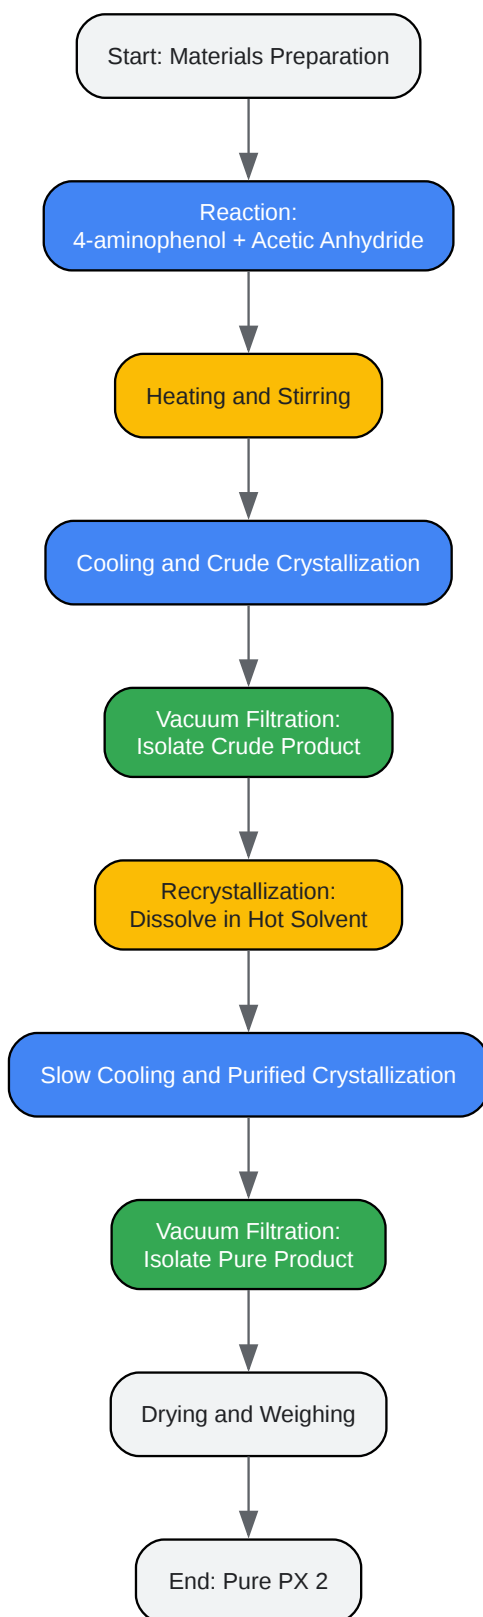 Start: Materials Preparation
Reaction:
4-aminophenol + Acetic Anhydride
Heating and Stirring
Cooling and Crude Crystallization
Vacuum Filtration:
Isolate Crude Product
Recrystallization:
Dissolve in Hot Solvent
Slow Cooling and Purified Crystallization
Vacuum Filtration:
Isolate Pure Product
Drying and Weighing
End: Pure PX 2